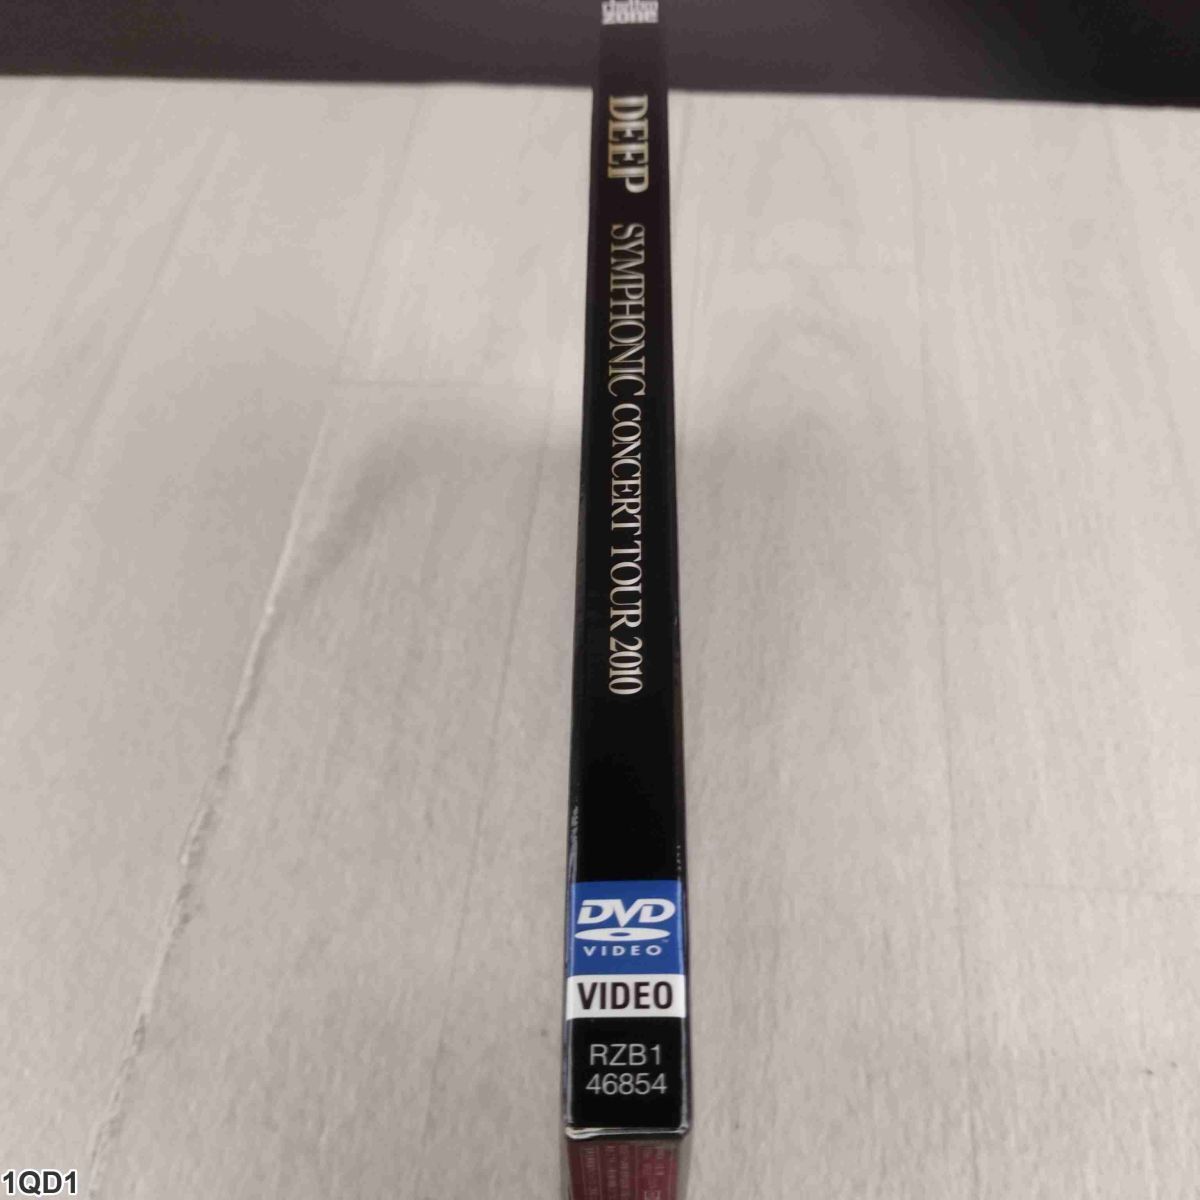 rhythm
zone
DEEP SYMPHONIC CONCERT TOUR 2010
DVD
VIDEO
VIDEO
RZB1
46854
1QD1